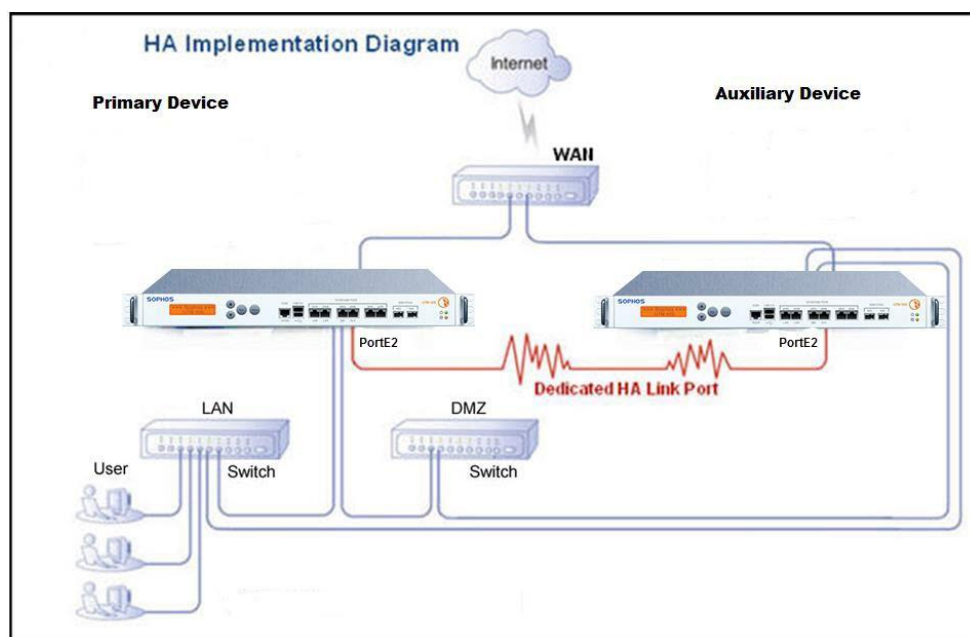 HA Implementation Diagram
Internet
Primary Device
Auxiliary Device
WAN
SOPHOS
SOPHOS
PortE2
PortE2
Dedicated HA Link Port
LAN
DMZ
User
Switch
Switch